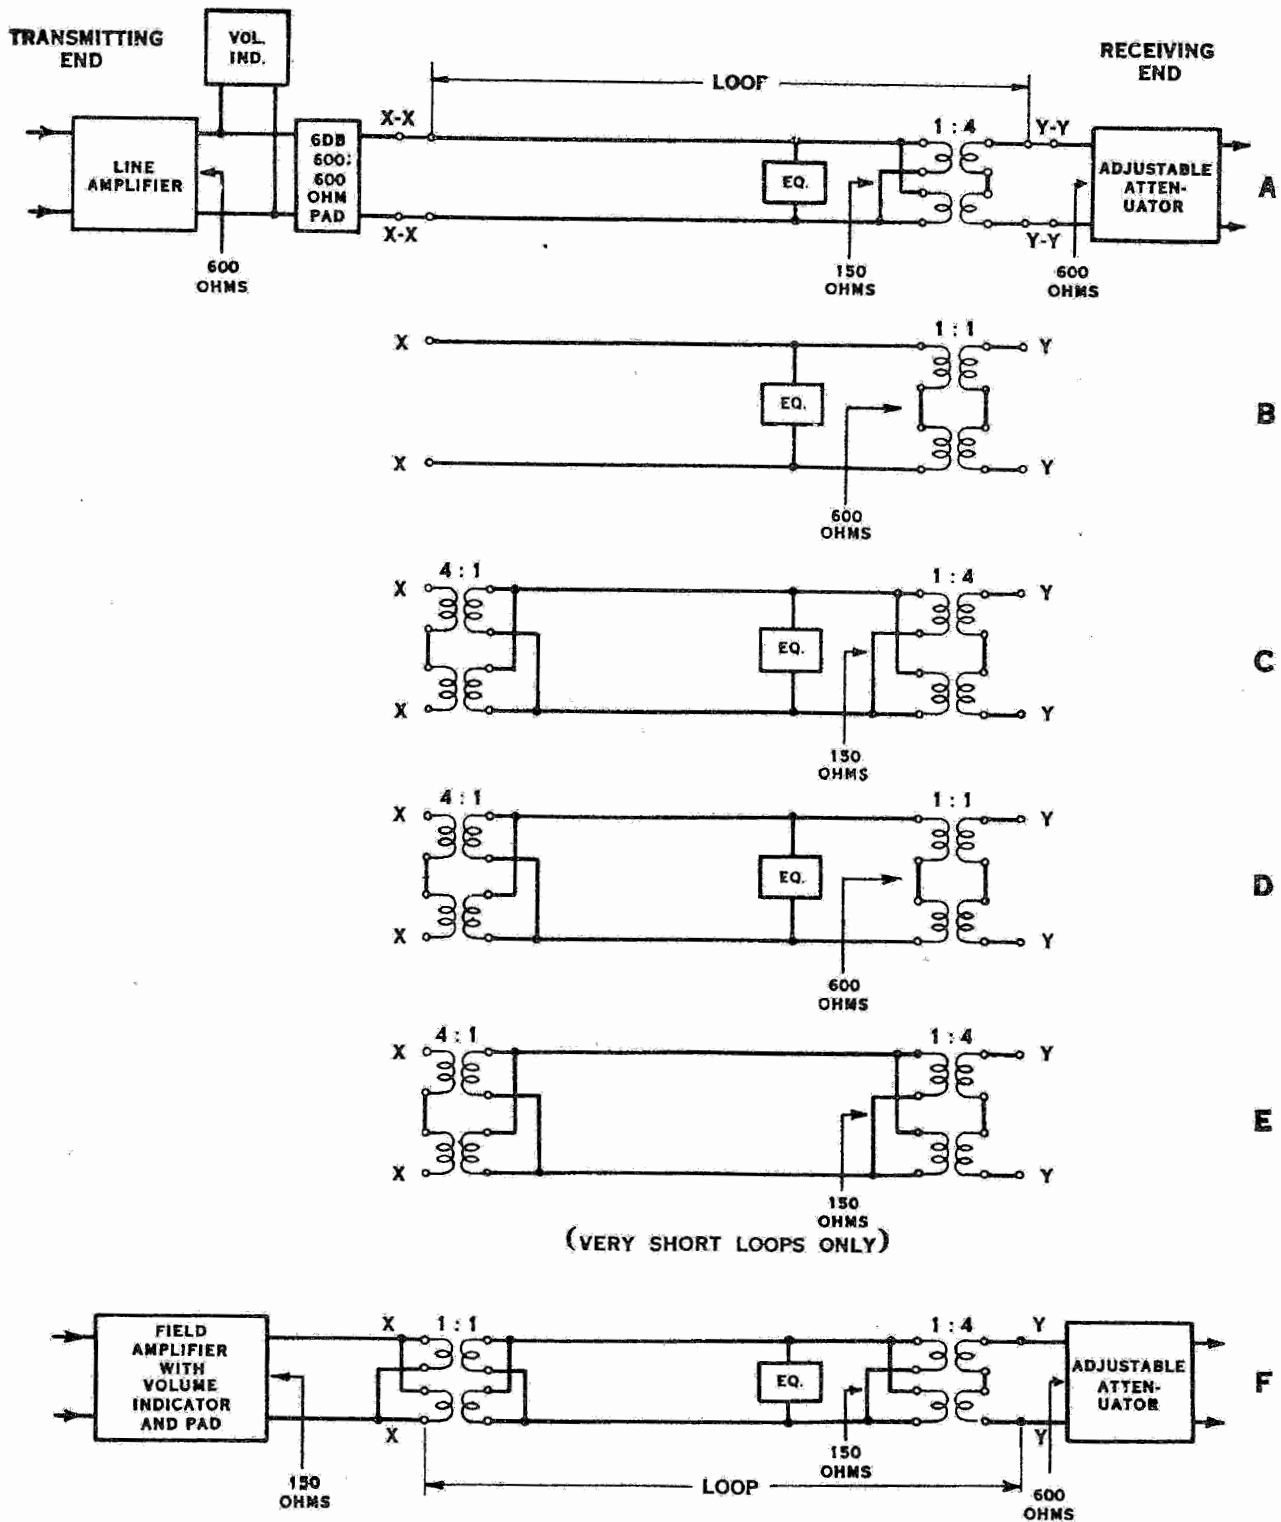 TRANSMITTING
END
VOL.
IND.
LOOP
RECEIVING
END
LINE
AMPLIFIER
6DB
600:
600
OHM
PAD
X-X
X-X
EQ.
1:4
Y-Y
Y-Y
ADJUSTABLE
ATTEN-
UATOR
A
600
OHMS
150
OHMS
600
OHMS
X
X
EQ.
1:1
Y
Y
B
600
OHMS
X
X
4:1
EQ.
1:4
Y
Y
C
150
OHMS
X
X
4:1
EQ.
1:1
Y
Y
D
600
OHMS
X
X
4:1
1:4
Y
Y
E
150
OHMS
(VERY SHORT LOOPS ONLY)
FIELD
AMPLIFIER
WITH
VOLUME
INDICATOR
AND PAD
X
X
1:1
EQ.
1:4
Y
Y
ADJUSTABLE
ATTEN-
UATOR
F
150
OHMS
150
OHMS
LOOP
600
OHMS